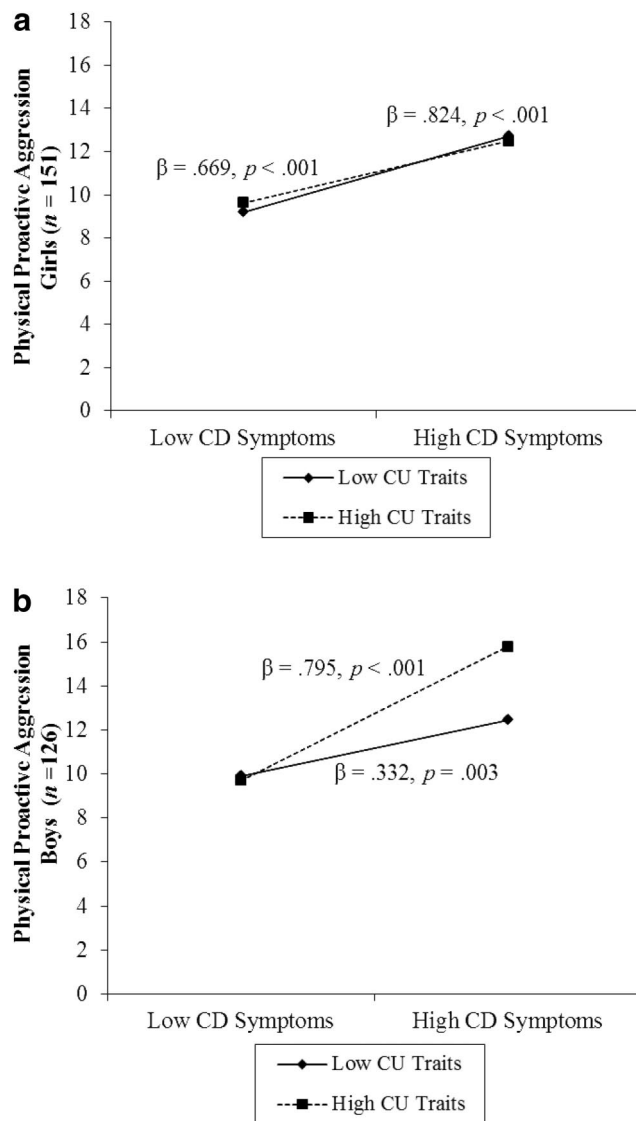 a
18
16
14
12
10
8
6
4
2
0
Physical Proactive Aggression
Girls (n = 151)
β = .669, p < .001
β = .824, p < .001
Low CD Symptoms
High CD Symptoms
Low CU Traits
High CU Traits
b
18
16
14
12
10
8
6
4
2
0
Physical Proactive Aggression
Boys (n =126)
β = .795, p < .001
β = .332, p = .003
Low CD Symptoms
High CD Symptoms
Low CU Traits
High CU Traits